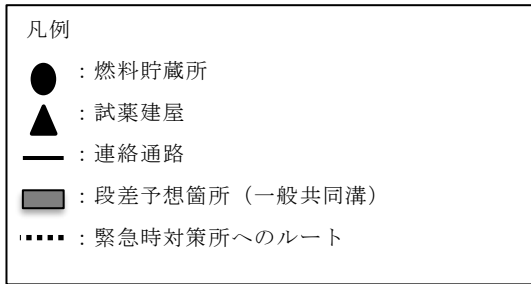 凡例
：燃料貯蔵所
：試薬建屋
：連絡通路
：段差予想箇所（一般共同溝）
：緊急時対策所へのルート